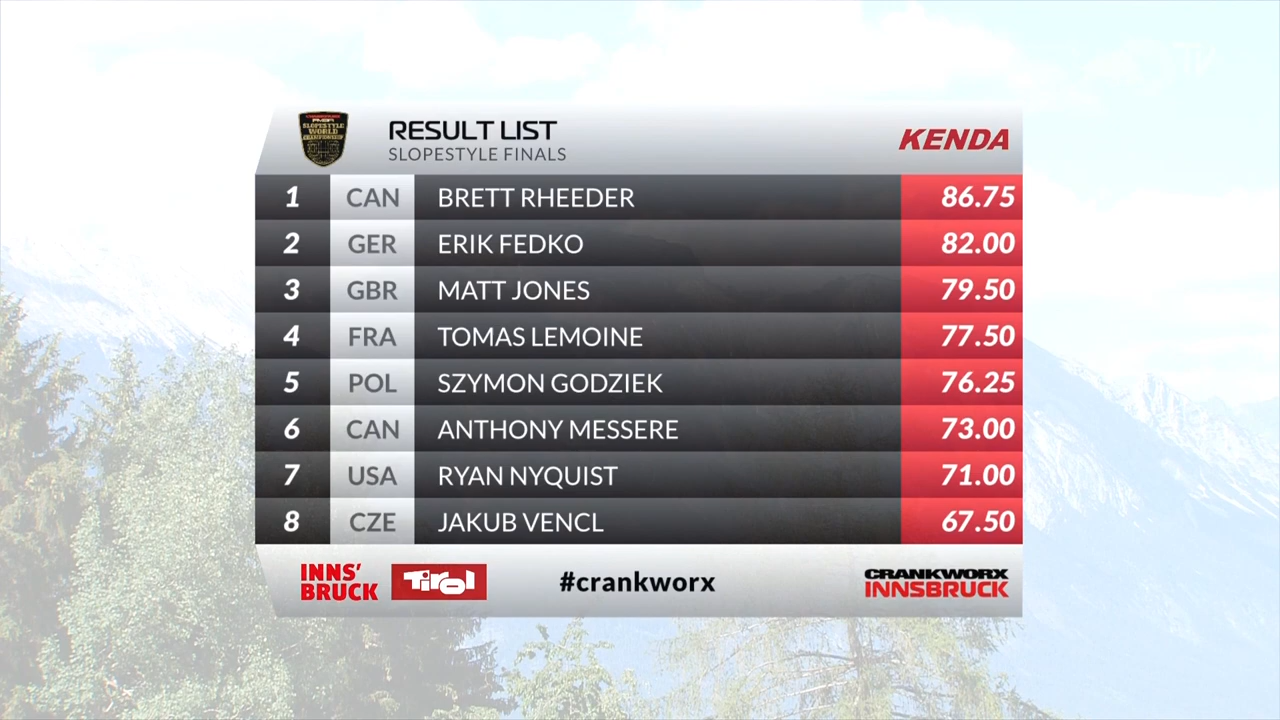 RESULT LIST
SLOPESTYLE FINALS
KENDA
SLOPESTYLE
WORLD
CHAMPIONSHIP
1 CAN BRETT RHEEDER 86.75
2 GER ERIK FEDKO 82.00
3 GBR MATT JONES 79.50
4 FRA TOMAS LEMOINE 77.50
5 POL SZYMON GODZIEK 76.25
6 CAN ANTHONY MESSERE 73.00
7 USA RYAN NYQUIST 71.00
8 CZE JAKUB VENCL 67.50
INNS'
BRUCK
Tirol
#crankworx
CRANKWORX
INNSBRUCK